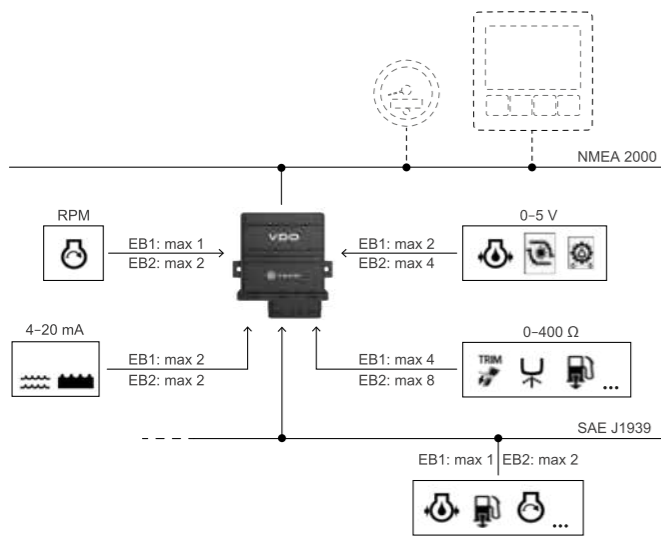 NMEA 2000
RPM
0–5 V
VDO
EB1: max 1
EB2: max 2
EB1: max 2
EB2: max 4
4–20 mA
0–400 Ω
EB1: max 2
EB2: max 2
EB1: max 4
EB2: max 8
TRIM
...
SAE J1939
EB1: max 1 EB2: max 2
...